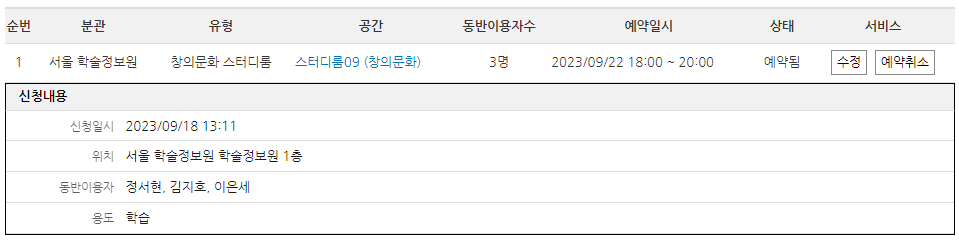 순번 분관 유형 공간 동반이용자수 예약일시 상태 서비스
1 서울 학술정보원 창의문화 스터디룸 스터디룸09 (창의문화) 3명 2023/09/22 18:00 ~ 20:00 예약됨 수정 예약취소
신청내용
신청일시 2023/09/18 13:11
위치 서울 학술정보원 학술정보원 1층
동반이용자 정서현, 김지호, 이은세
용도 학습